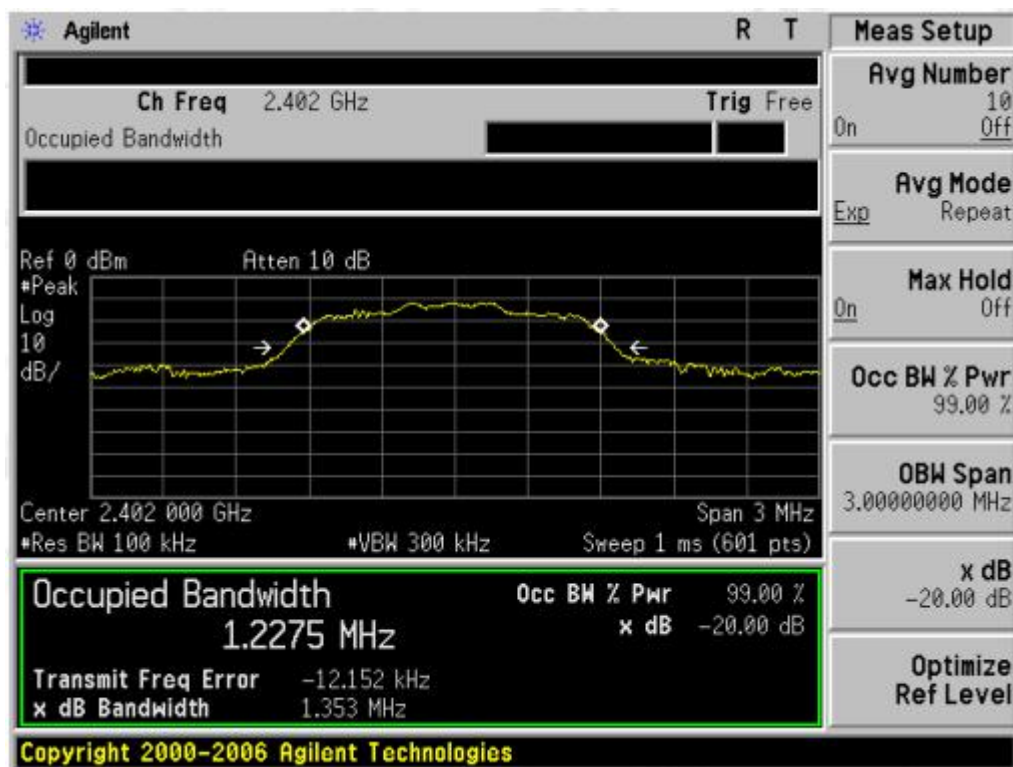 Agilent R T
Ch Freq 2.402 GHz Trig Free
Occupied Bandwidth
Ref 0 dBm Atten 10 dB
#Peak
Log
10
dB/
Center 2.402 000 GHz Span 3 MHz
#Res BW 100 kHz #VBW 300 kHz Sweep 1 ms (601 pts)
Occupied Bandwidth Occ BW % Pwr 99.00 %
1.2275 MHz x dB -20.00 dB
Transmit Freq Error -12.152 kHz
x dB Bandwidth 1.353 MHz
Copyright 2000-2006 Agilent Technologies
Meas Setup
Avg Number
10
On Off
Avg Mode
Exp Repeat
Max Hold
On Off
Occ BW % Pwr
99.00 %
OBW Span
3.00000000 MHz
x dB
-20.00 dB
Optimize
Ref Level